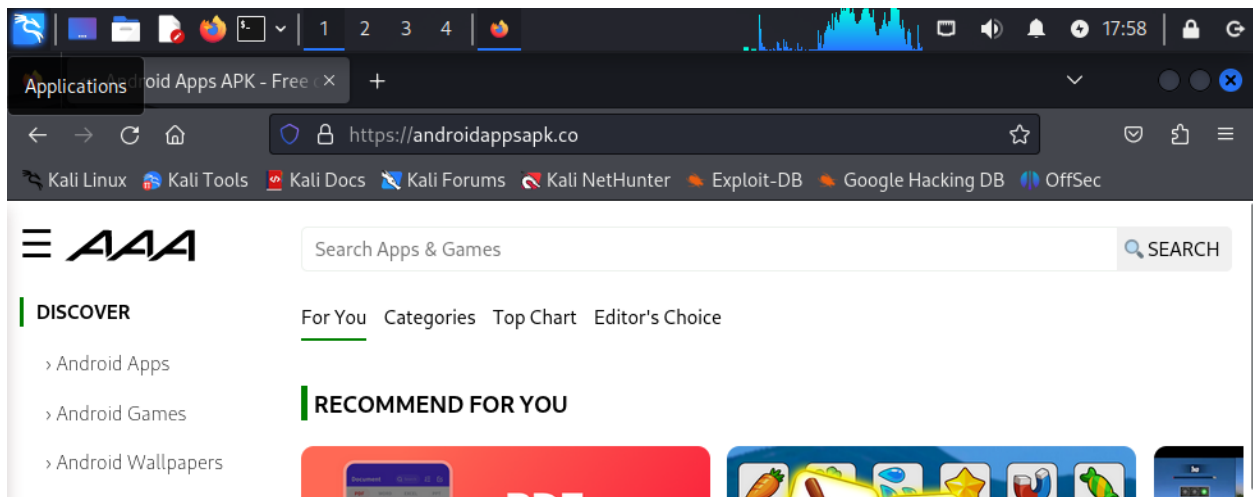 1 2 3 4 17:58
Applications
oid Apps APK - Free
https://androidappsapk.co
Kali Linux Kali Tools Kali Docs Kali Forums Kali NetHunter Exploit-DB Google Hacking DB OffSec
AAA
Search Apps & Games
SEARCH
DISCOVER
For You Categories Top Chart Editor's Choice
› Android Apps
› Android Games
› Android Wallpapers
RECOMMEND FOR YOU
Document
PDF